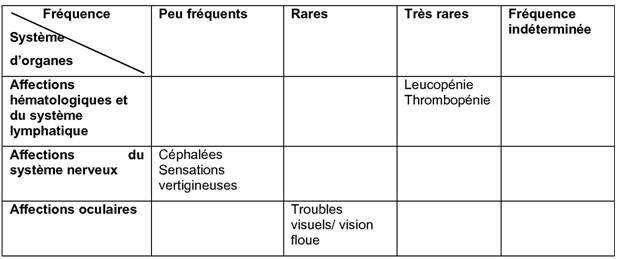 Fréquence Peu fréquents Rares Très rares Fréquence
indéterminée
Système
d'organes
Affections
hématologiques et
du système
lymphatique
Leucopénie
Thrombopénie
Affections du
système nerveux
Céphalées
Sensations
vertigineuses
Affections oculaires
Troubles
visuels/ vision
floue